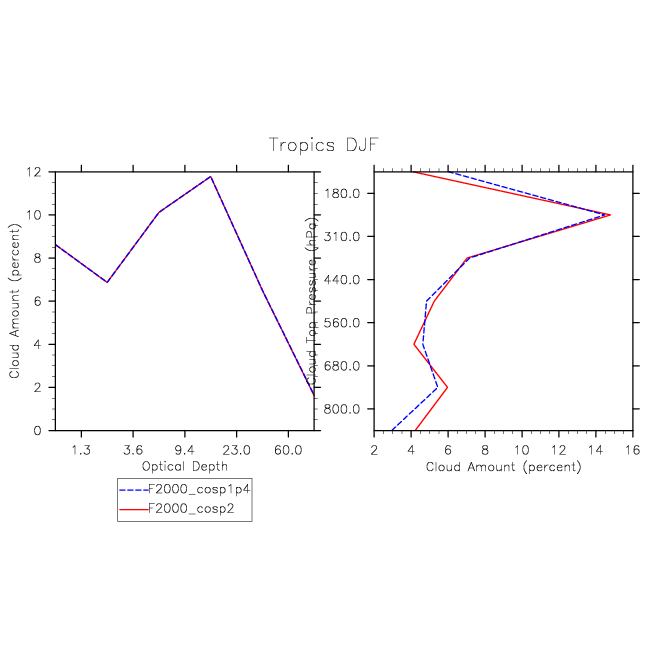 Tropics DJF
Cloud Amount (percent)
12
10
8
6
4
2
0
1.3 3.6 9.4 23.0 60.0
Optical Depth
Cloud Top Pressure (hPa)
180.0
310.0
440.0
560.0
680.0
800.0
2 4 6 8 10 12 14 16
Cloud Amount (percent)
F2000_cosp1p4
F2000_cosp2